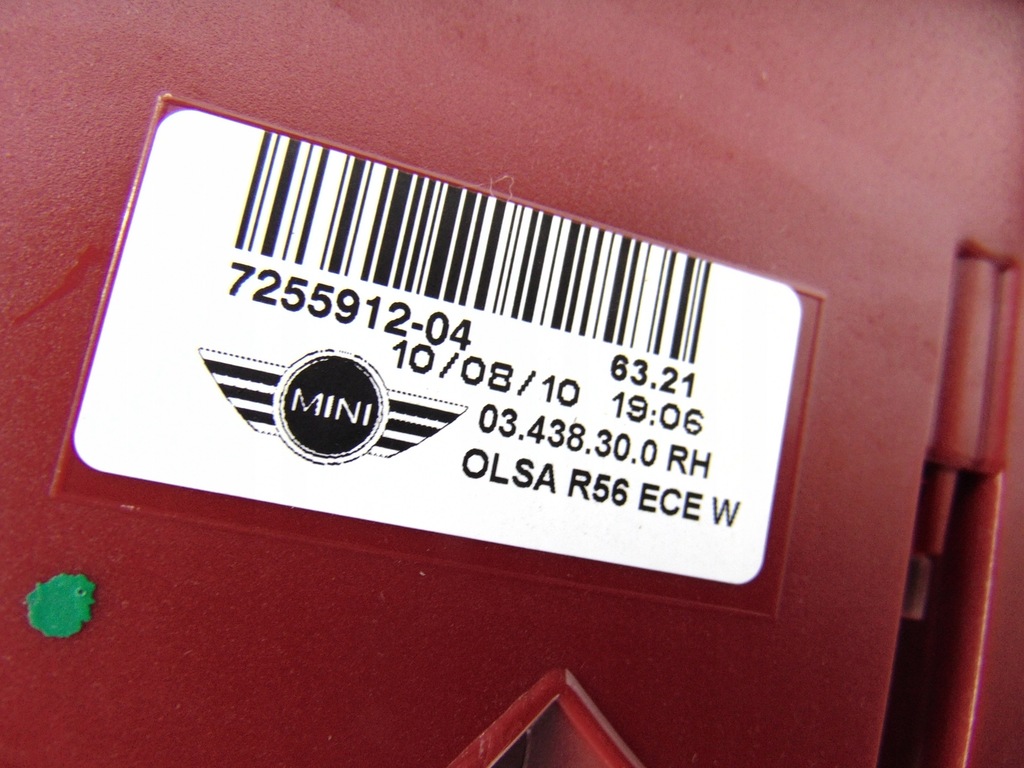 7255912-04
10/08/10
63.21
19:06
MINI
03.438.30.0 RH
OLSA R56 ECE W